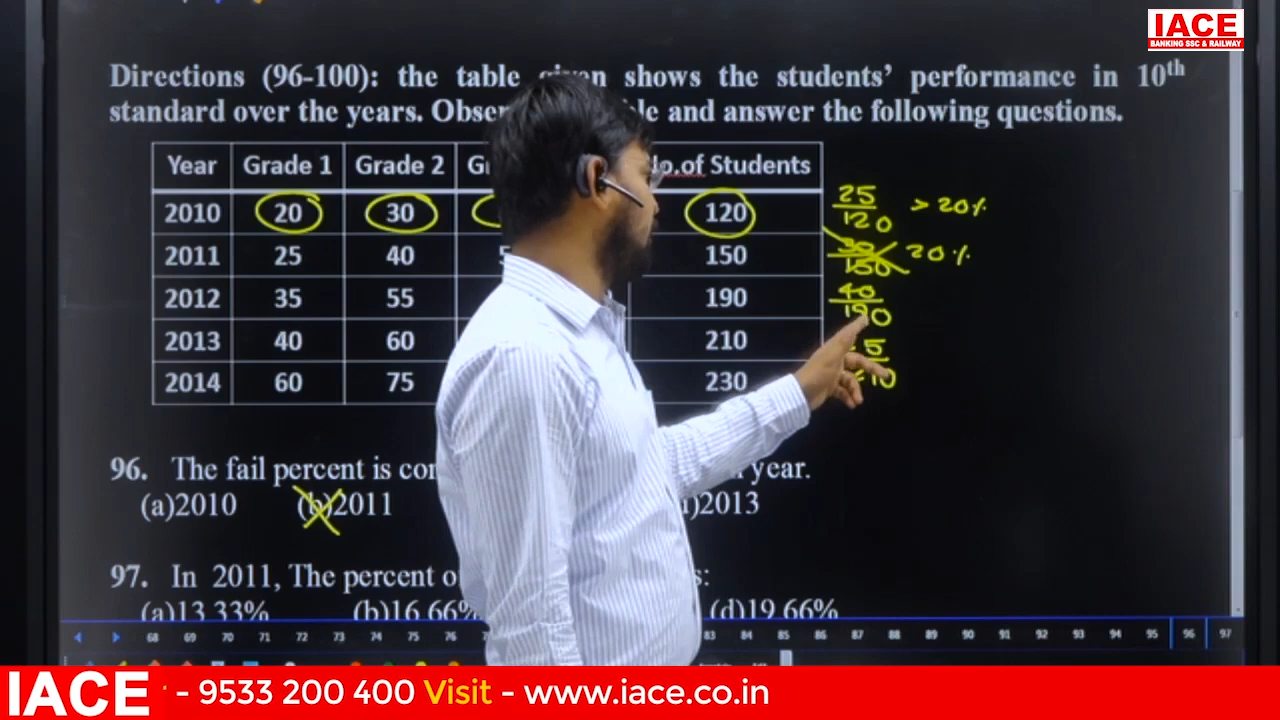 IACE
BANKING SSC & RAILWAY
Directions (96-100): the table given shows the students' performance in 10th
standard over the years. and answer the following questions.
Year Grade 1 Grade 2 No.of Students
2010 20 30 120 25/120 > 20%
2011 25 40 150 30/150 20%
2012 35 55 190 40/190
2013 40 60 210
2014 60 75 230
96. The fail percent is year.
(a)2010 (b)2011 2013
97. In 2011, The percent
(a)13.33% (b)16.66% (d)19.66%
68 69 70 71 72 73 74 75 76 83 84 85 86 87 88 89 90 91 92 93 94 95 96 97
IACE - 9533 200 400 Visit - www.iace.co.in